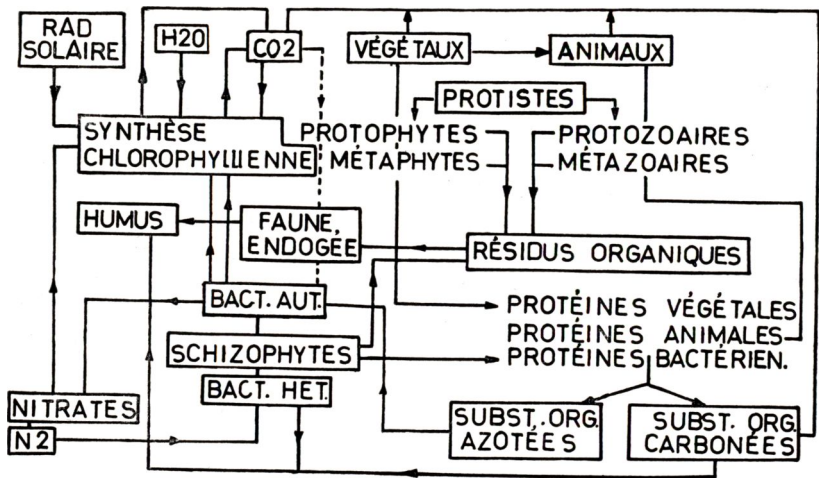 RAD
SOLAIRE
H2O
CO2
VÉGÉTAUX
ANIMAUX
PROTISTES
SYNTHÈSE
CHLOROPHYLLIENNE
PROTOPHYTES
MÉTAPHYTES
PROTOZOAIRES
MÉTAZOAIRES
HUMUS
FAUNE,
ENDOGÉE
RÉSIDUS ORGANIQUES
BACT. AUT.
PROTÉINES VÉGÉTALES
PROTÉINES ANIMALES
PROTÉINES BACTÉRIEN.
SCHIZOPHYTES
BACT. HET.
NITRATES
N2
SUBST. ORG.
AZOTÉES
SUBST. ORG.
CARBONÉES